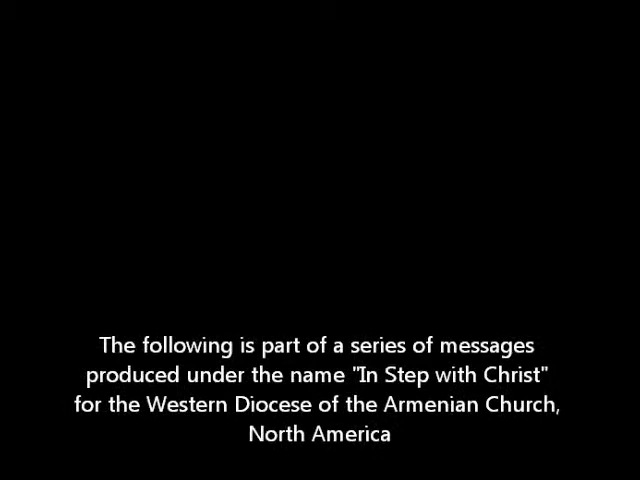 The following is part of a series of messages
produced under the name "In Step with Christ"
for the Western Diocese of the Armenian Church,
North America